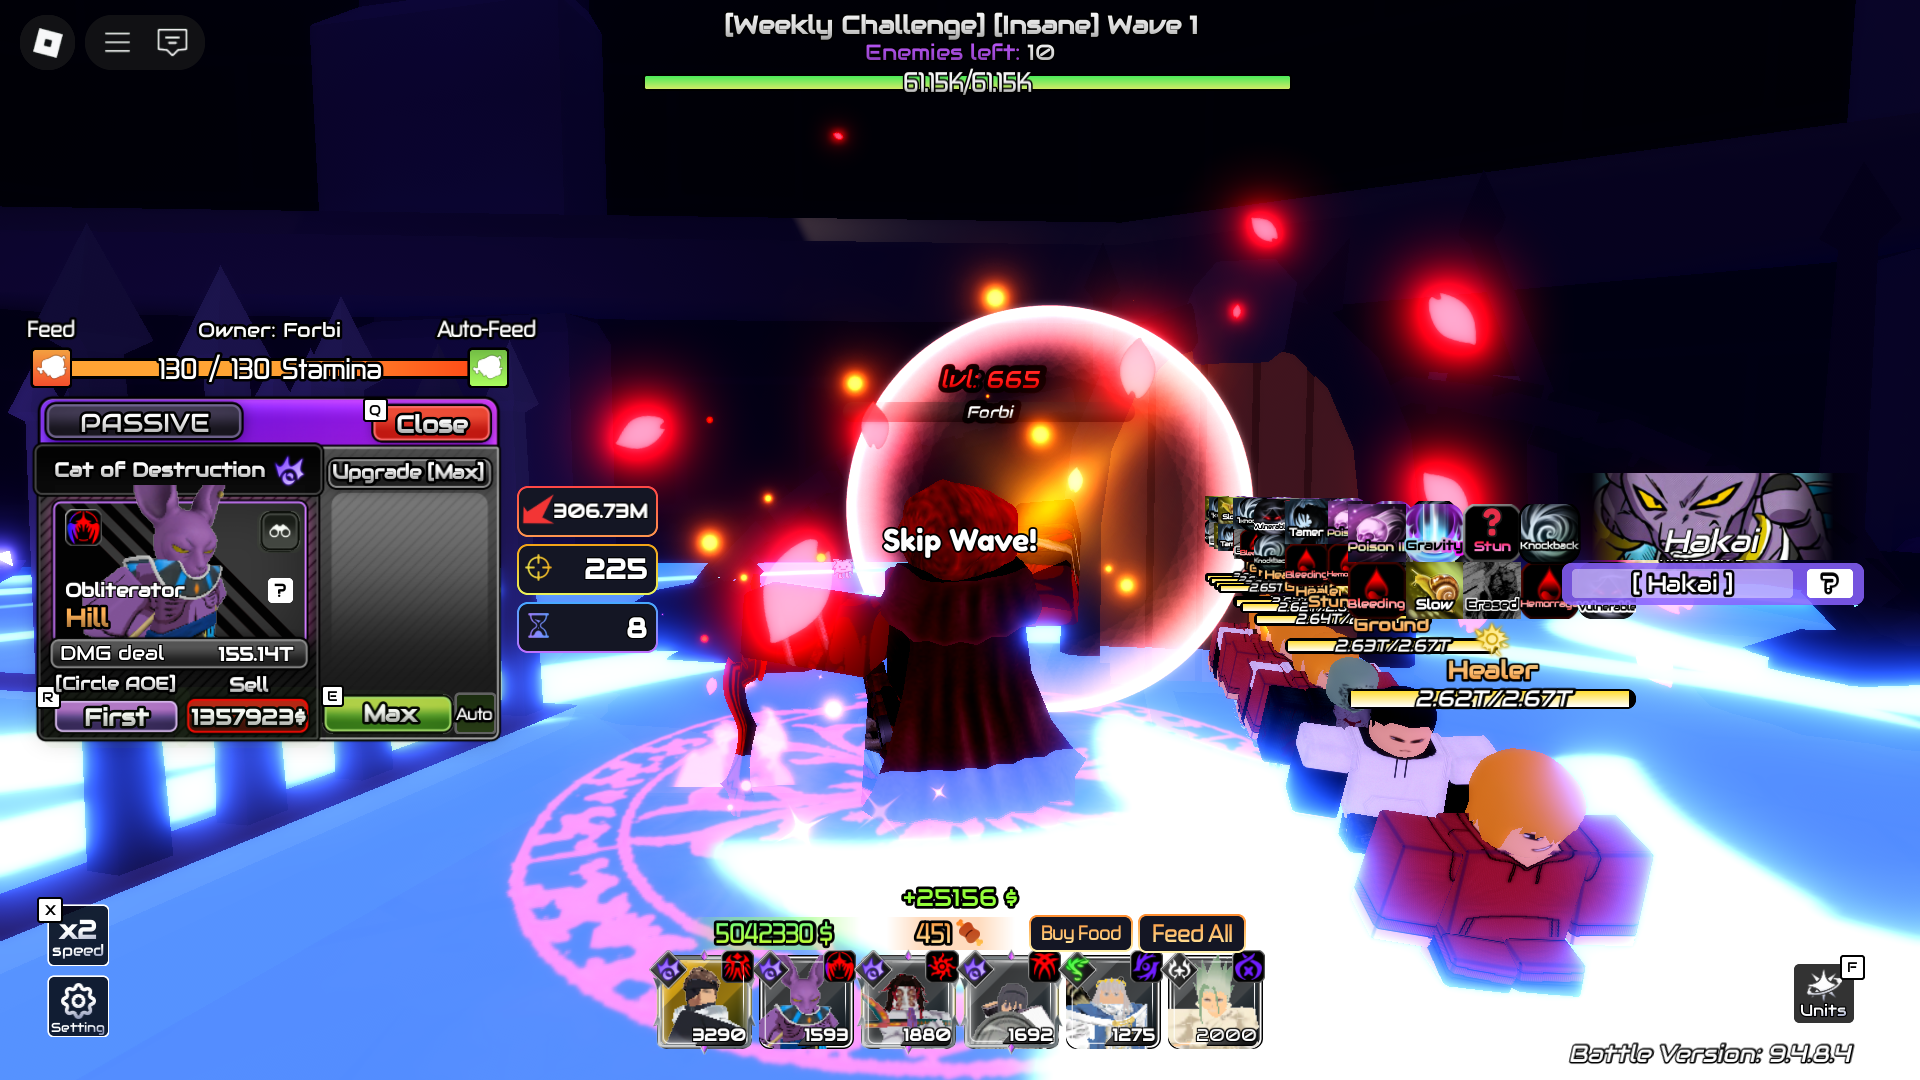 [Weekly Challenge] [Insane] Wave 1
Enemies left: 10
61.15K/61.15K
Feed
Owner: Forbi
Auto-Feed
130 / 130 Stamina
PASSIVE
Q
Close
Cat of Destruction
Upgrade [Max]
Obliterator
?
Hill
DMG deal 155.14T
[Circle AOE]
Sell
R
First
1357923$
E
Max
Auto
306.73M
225
8
lvl: 665
Forbi
Skip Wave!
Tamer
Poison II
Gravity
?
Stun
Knockback
Bleeding
Bleeding
Slow
Erased
Hemorrhage
Vulnerable
Hakai
[ Hakai ]
?
Ground
2.63T/2.67T
Healer
2.62T/2.67T
X
x2
speed
Setting
+25156 $
5042330 $
451
Buy Food
Feed All
3290
1593
1880
1692
1275
2000
F
Units
Battle Version: 9.4.8.4